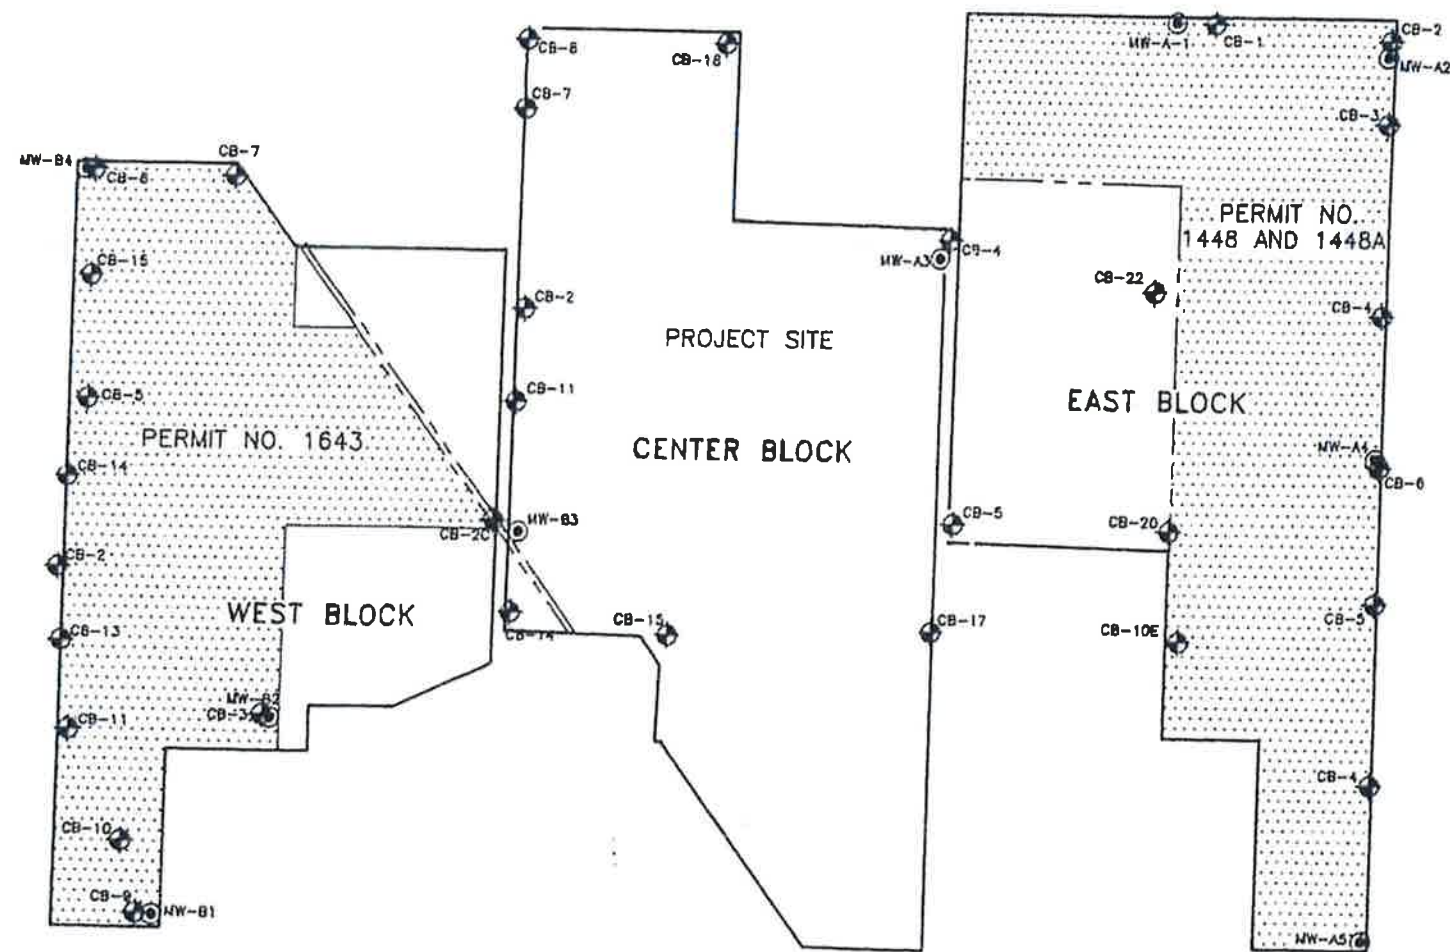 CB-8
CB-18
MW-A-1
CB-1
CB-2
MW-A2
CB-7
CB-3
MW-B4
CB-6
CB-7
PERMIT NO.
1448 AND 1448A
CB-4
MW-A3
CB-15
CB-22
CB-2
CB-4
PROJECT SITE
CB-5
CB-11
EAST BLOCK
PERMIT NO. 1643
CENTER BLOCK
MW-A4
CB-6
CB-14
CB-2C
MW-B3
CB-5
CB-20
CB-2
WEST BLOCK
CB-14
CB-15
CB-17
CB-5
CB-10E
CB-13
MW-B2
CB-3
CB-11
CB-4
CB-10
CB-9
MW-B1
MW-A5